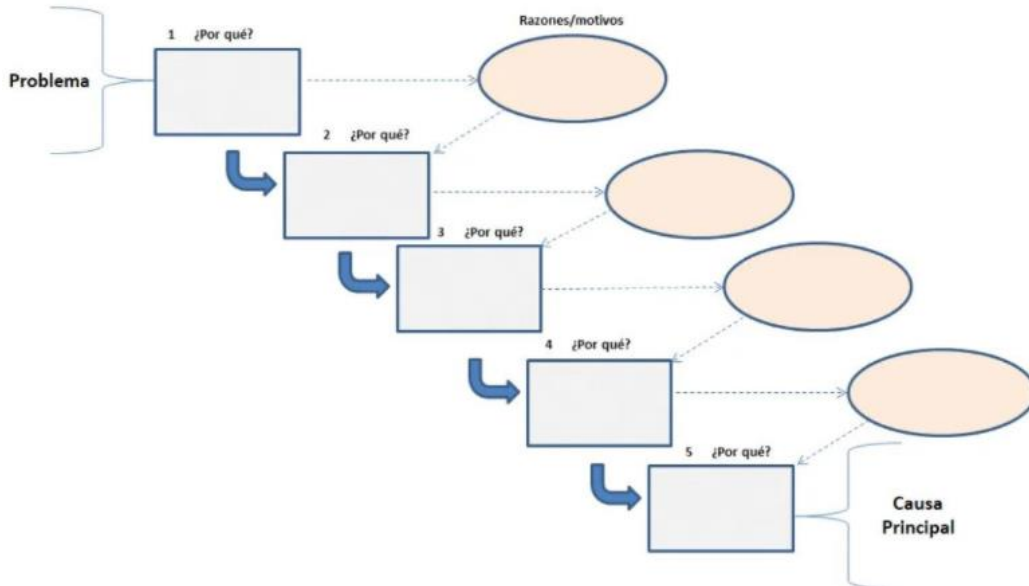 Razones/motivos
1 ¿Por qué?
Problema
2 ¿Por qué?
3 ¿Por qué?
4 ¿Por qué?
5 ¿Por qué?
Causa
Principal